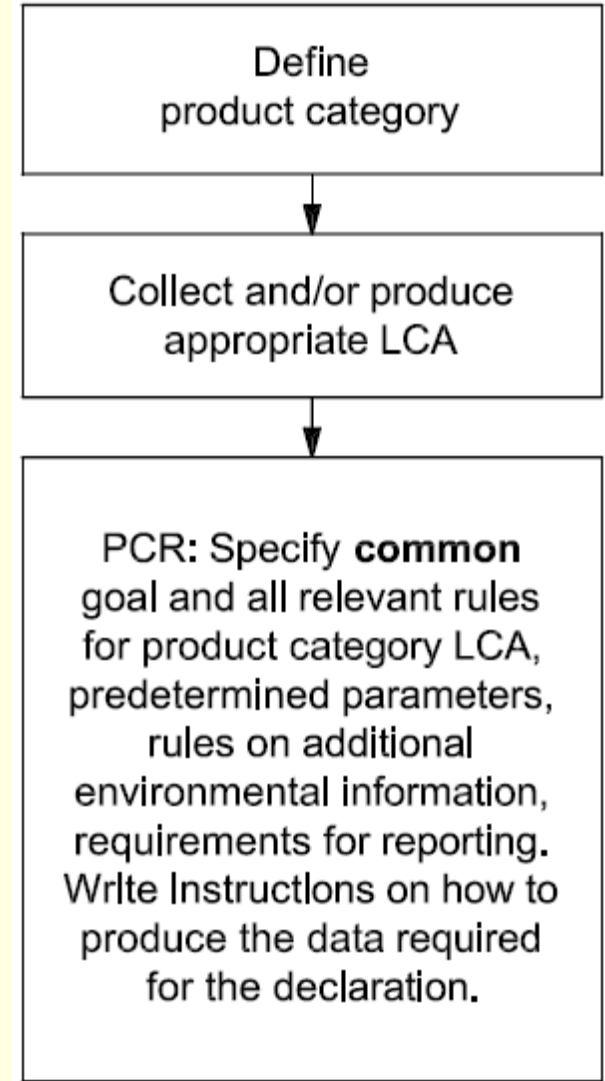 Define
product category
Collect and/or produce
appropriate LCA
PCR: Specify common
goal and all relevant rules
for product category LCA,
predetermined parameters,
rules on additional
environmental information,
requirements for reporting.
Write Instructions on how to
produce the data required
for the declaration.